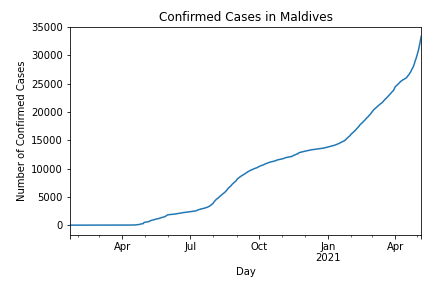 Confirmed Cases in Maldives
35000
30000
25000
20000
15000
10000
5000
0
Number of Confirmed Cases
Apr
Jul
Oct
Jan
2021
Apr
Day